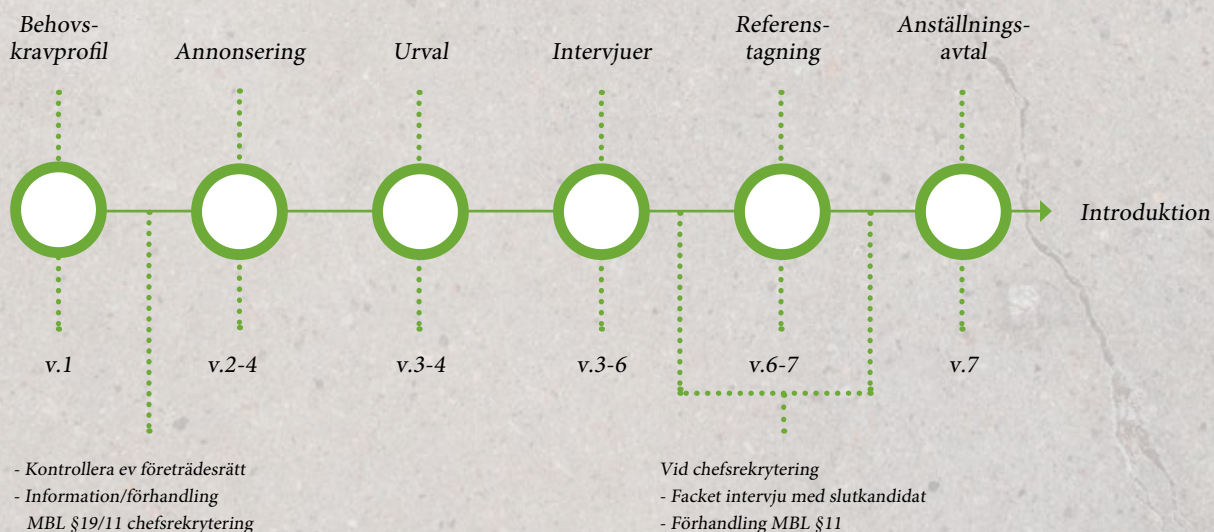 Behovs-
kravprofil
Annonsering
Urval
Intervjuer
Referens-
tagning
Anställnings-
avtal
Introduktion
v.1
v.2-4
v.3-4
v.3-6
v.6-7
v.7
- Kontrollera ev företrädesrätt
- Information/förhandling
MBL §19/11 chefsrekrytering
Vid chefsrekrytering
- Facket intervju med slutkandidat
- Förhandling MBL §11